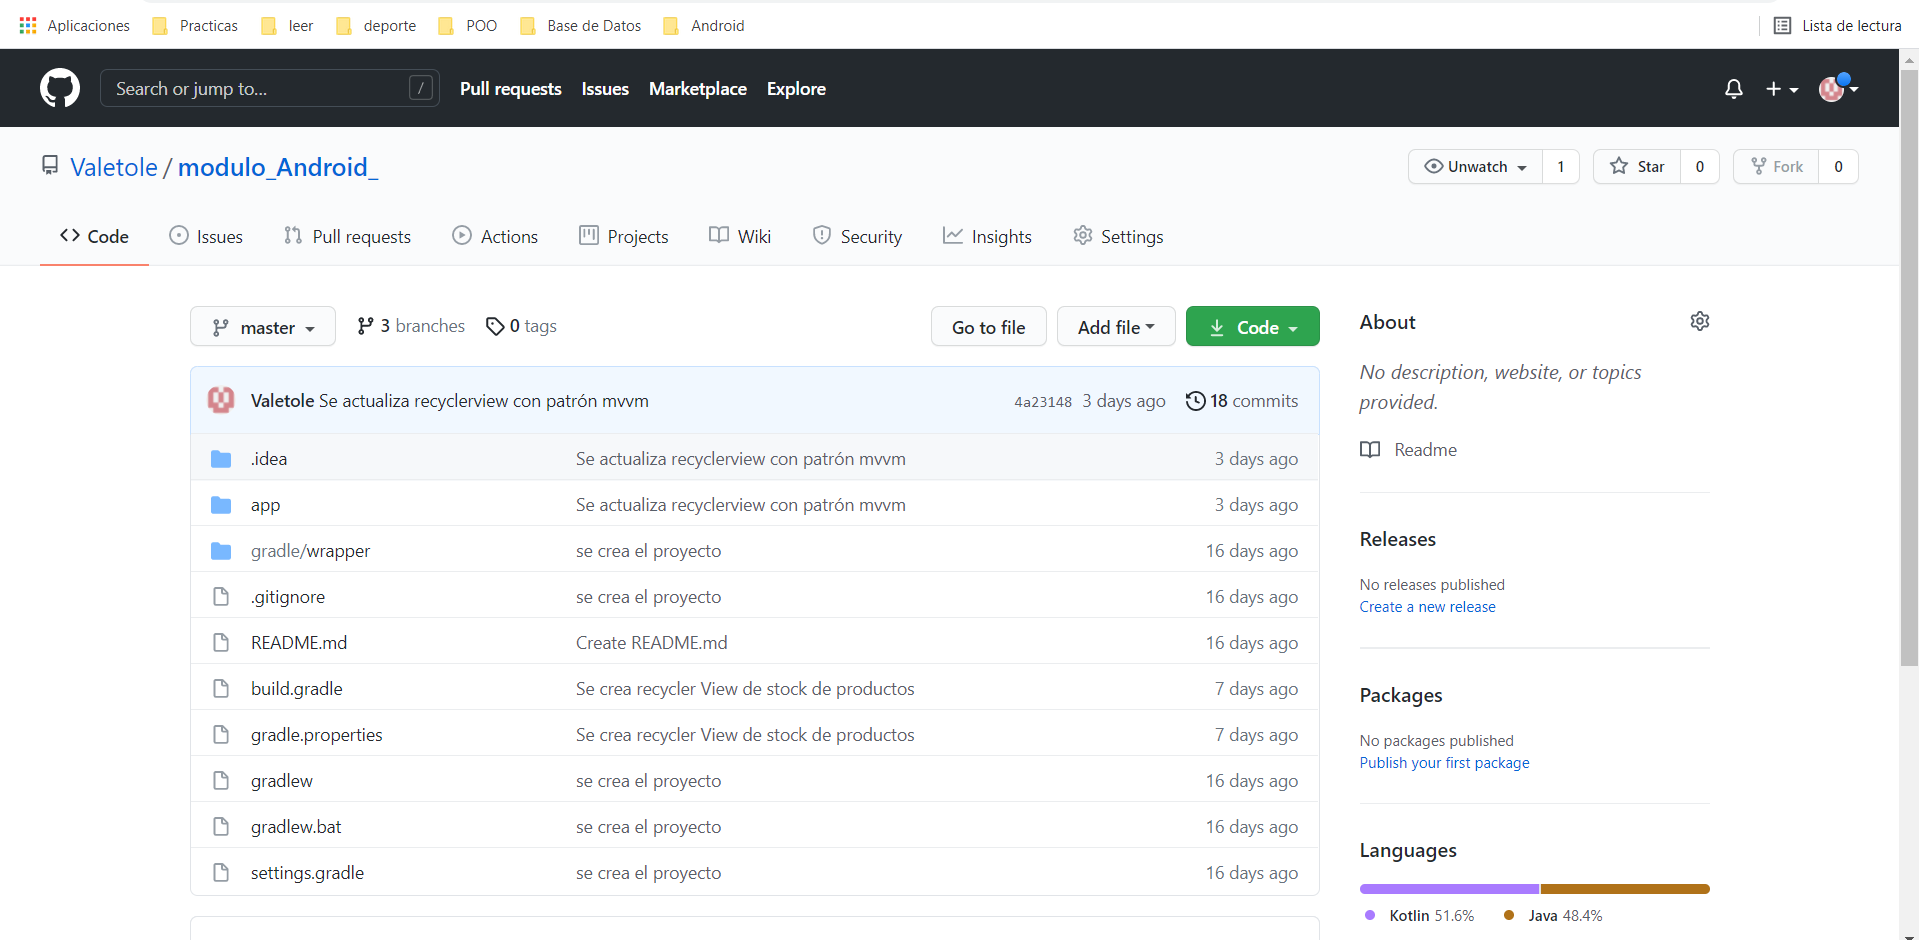 Aplicaciones Practicas leer deporte POO Base de Datos Android Lista de lectura
Search or jump to... / Pull requests Issues Marketplace Explore
Valetole / modulo_Android_ Unwatch 1 Star 0 Fork 0
Code Issues Pull requests Actions Projects Wiki Security Insights Settings
master 3 branches 0 tags Go to file Add file Code
Valetole Se actualiza recyclerview con patrón mvvm 4a23148 3 days ago 18 commits
.idea Se actualiza recyclerview con patrón mvvm 3 days ago
app Se actualiza recyclerview con patrón mvvm 3 days ago
gradle/wrapper se crea el proyecto 16 days ago
.gitignore se crea el proyecto 16 days ago
README.md Create README.md 16 days ago
build.gradle Se crea recycler View de stock de productos 7 days ago
gradle.properties Se crea recycler View de stock de productos 7 days ago
gradlew se crea el proyecto 16 days ago
gradlew.bat se crea el proyecto 16 days ago
settings.gradle se crea el proyecto 16 days ago
About
No description, website, or topics
provided.
Readme
Releases
No releases published
Create a new release
Packages
No packages published
Publish your first package
Languages
Kotlin 51.6% Java 48.4%